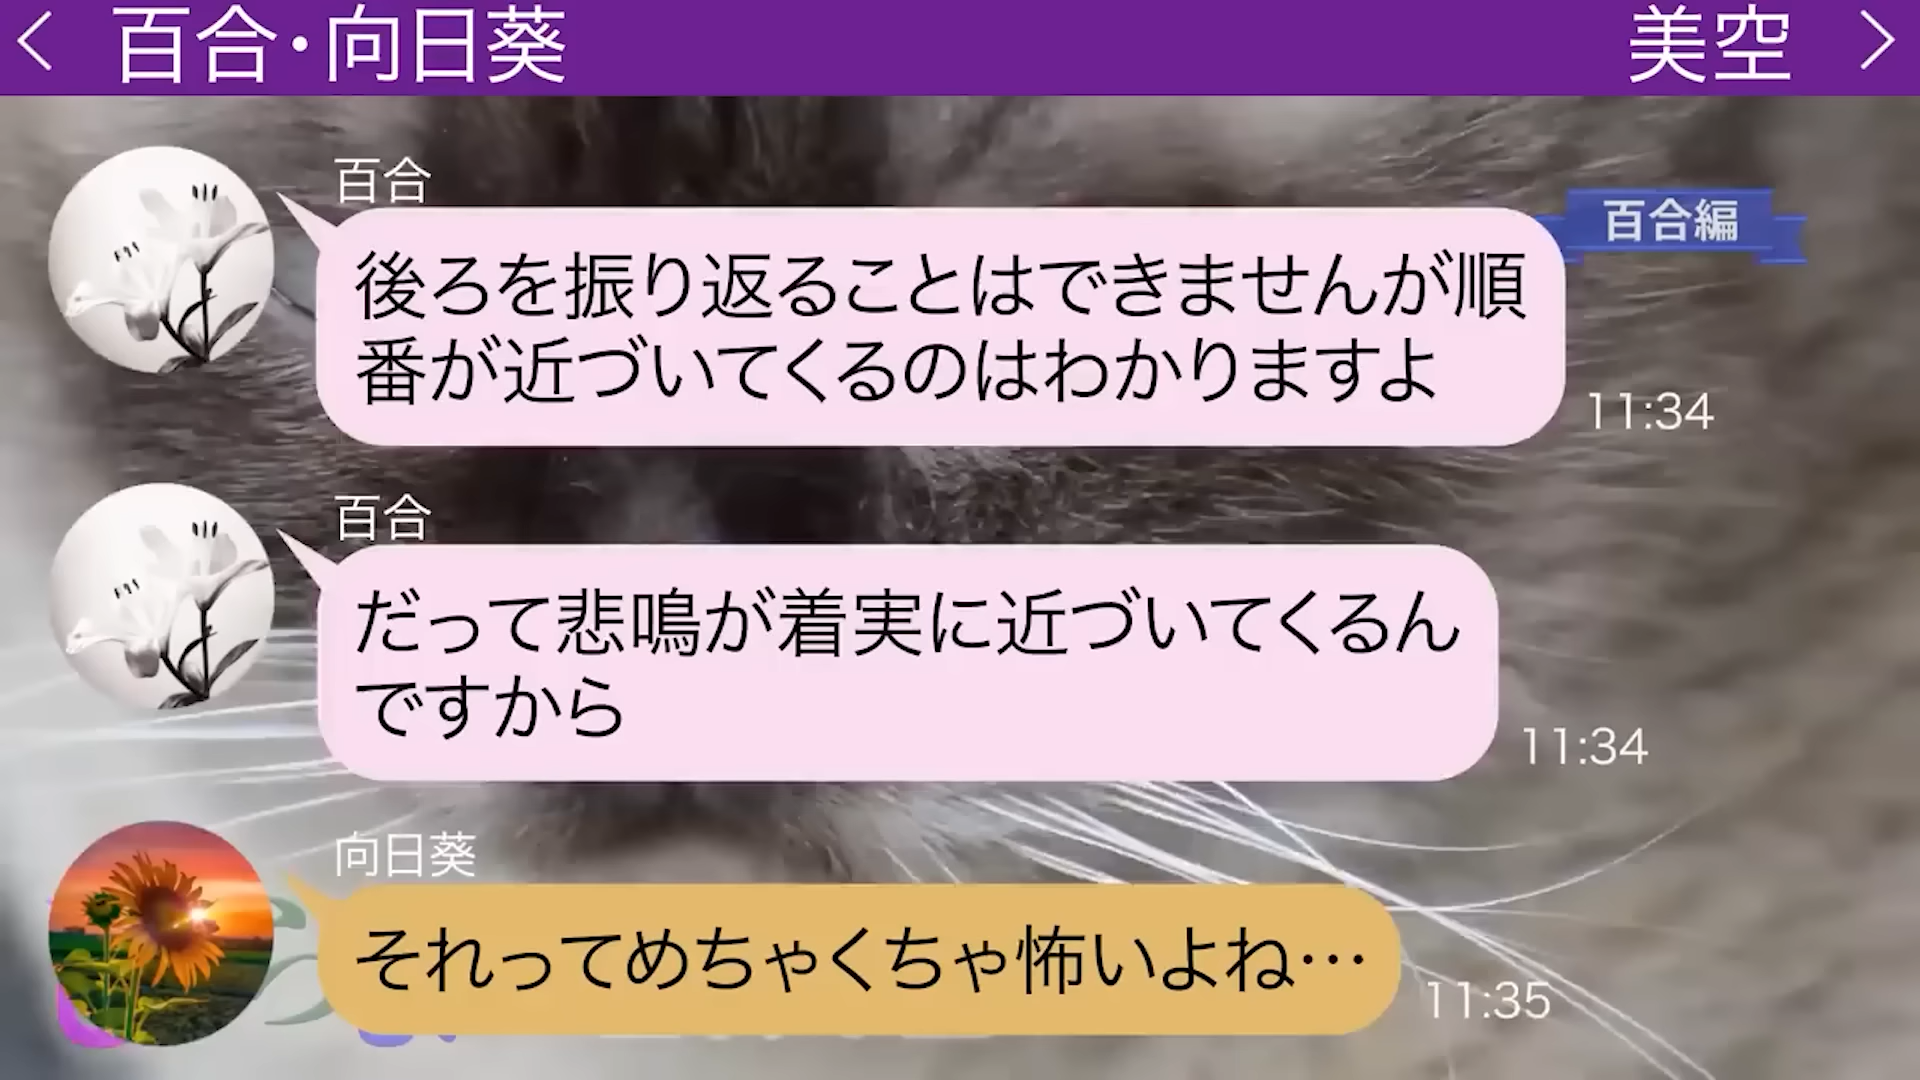 百合・向日葵
美空
百合
百合編
後ろを振り返ることはできませんが順
番が近づいてくるのはわかりますよ
11:34
百合
だって悲鳴が着実に近づいてくるん
ですから
11:34
向日葵
それってめちゃくちゃ怖いよね…
11:35